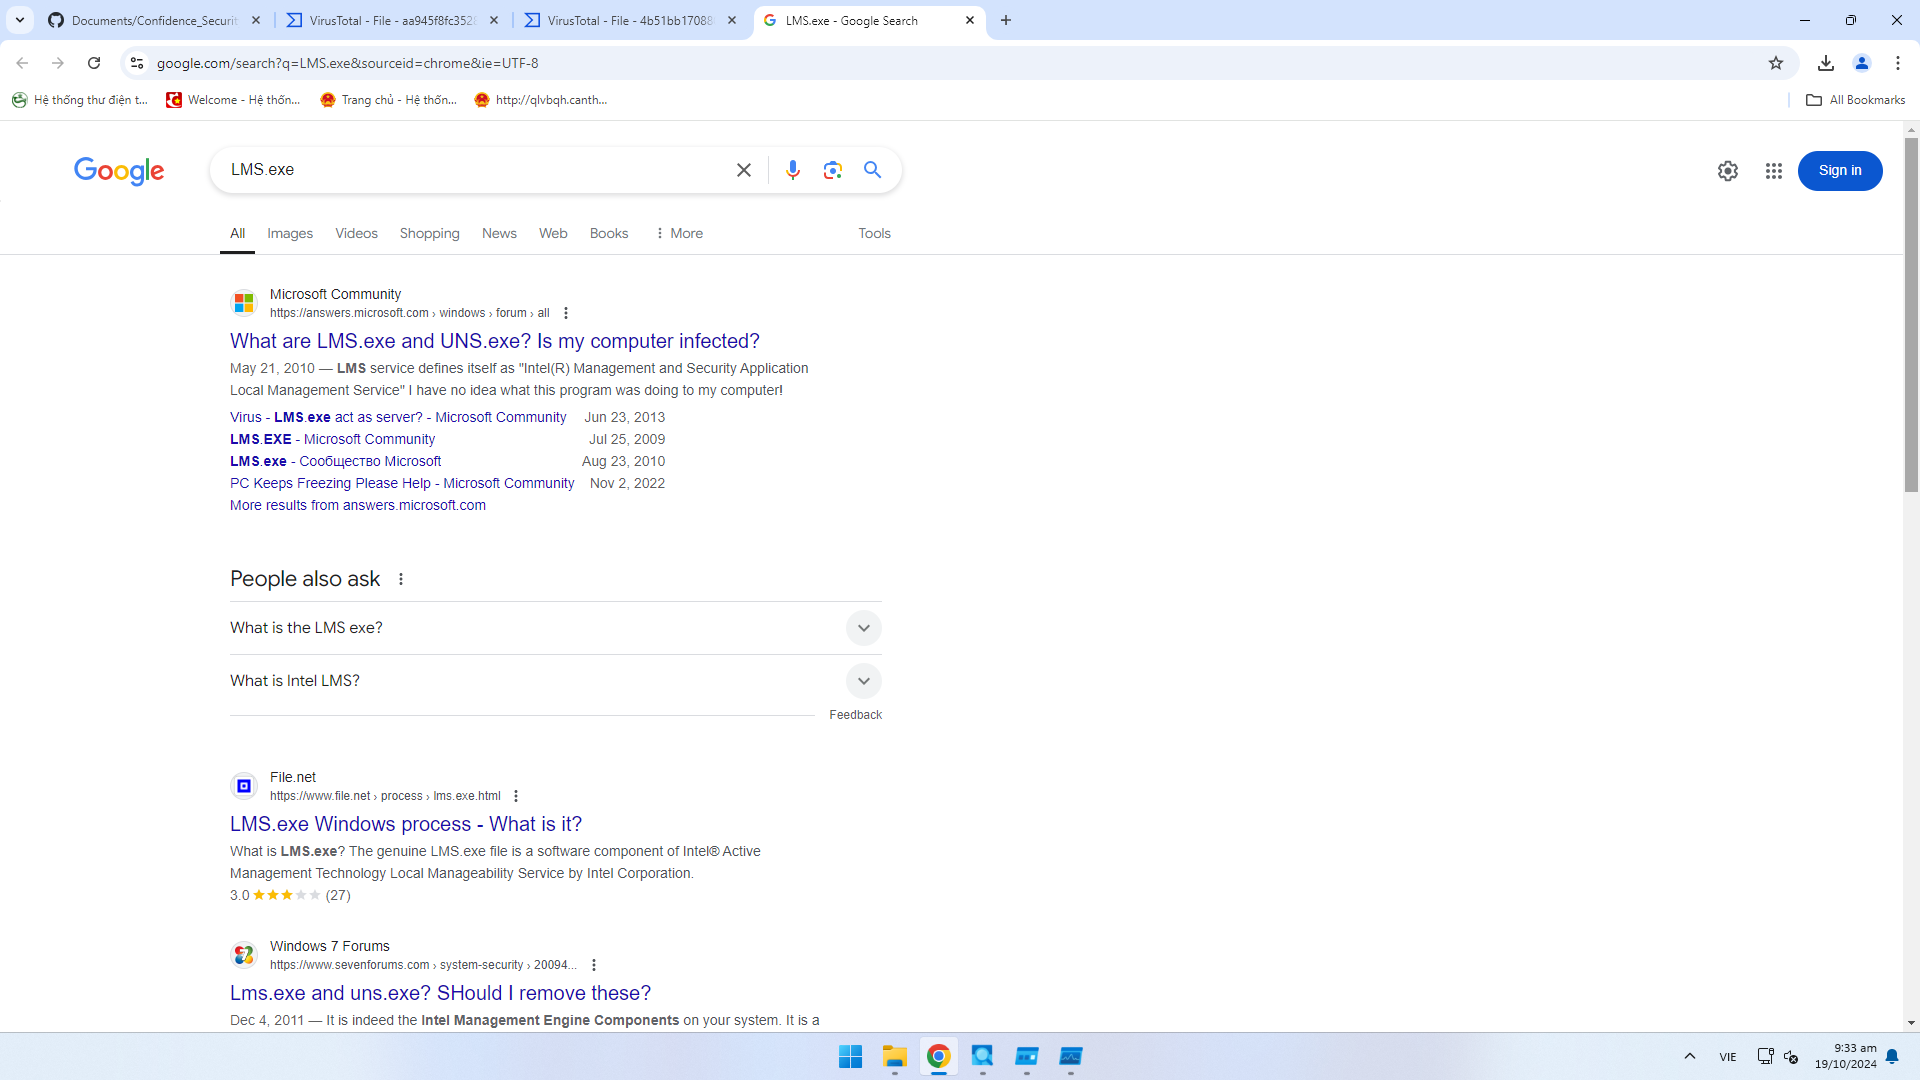 Documents/Confidence_Securit
VirusTotal - File - aa945f8fc352
VirusTotal - File - 4b51bb17088
LMS.exe - Google Search
google.com/search?q=LMS.exe&sourceid=chrome&ie=UTF-8
Hệ thống thư điện t...
Welcome - Hệ thốn...
Trang chủ - Hệ thốn...
http://qlvbqh.canth...
All Bookmarks
Google
LMS.exe
Sign in
All
Images
Videos
Shopping
News
Web
Books
More
Tools
Microsoft Community
https://answers.microsoft.com › windows › forum › all
What are LMS.exe and UNS.exe? Is my computer infected?
May 21, 2010 — LMS service defines itself as "Intel(R) Management and Security Application
Local Management Service" I have no idea what this program was doing to my computer!
Virus - LMS.exe act as server? - Microsoft Community Jun 23, 2013
LMS.EXE - Microsoft Community Jul 25, 2009
LMS.exe - Сообщество Microsoft Aug 23, 2010
PC Keeps Freezing Please Help - Microsoft Community Nov 2, 2022
More results from answers.microsoft.com
People also ask
What is the LMS exe?
What is Intel LMS?
Feedback
File.net
https://www.file.net › process › lms.exe.html
LMS.exe Windows process - What is it?
What is LMS.exe? The genuine LMS.exe file is a software component of Intel® Active
Management Technology Local Manageability Service by Intel Corporation.
3.0 (27)
Windows 7 Forums
https://www.sevenforums.com › system-security › 20094...
Lms.exe and uns.exe? SHould I remove these?
Dec 4, 2011 — It is indeed the Intel Management Engine Components on your system. It is a
VIE
9:33 am
19/10/2024